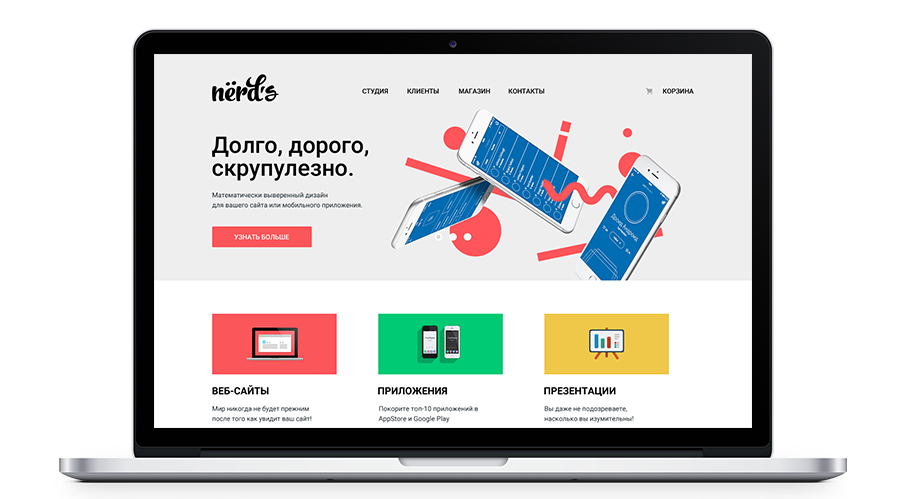 nёrd's
СТУДИЯ КЛИЕНТЫ МАГАЗИН КОНТАКТЫ КОРЗИНА
Долго, дорого,
скрупулезно.
Математически выверенный дизайн
для вашего сайта или мобильного приложения.
УЗНАТЬ БОЛЬШЕ
ВЕБ-САЙТЫ ПРИЛОЖЕНИЯ ПРЕЗЕНТАЦИИ
Мир никогда не будет прежним Покорите топ-10 приложений в Вы даже не подозреваете,
после того как увидит ваш сайт! AppStore и Google Play насколько вы изумительны!